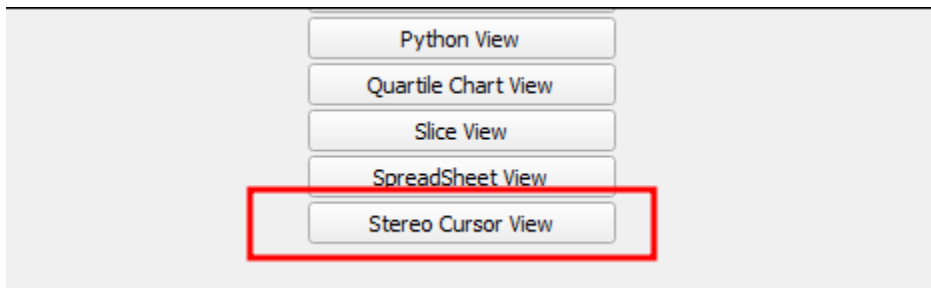 Python View
Quartile Chart View
Slice View
SpreadSheet View
Stereo Cursor View